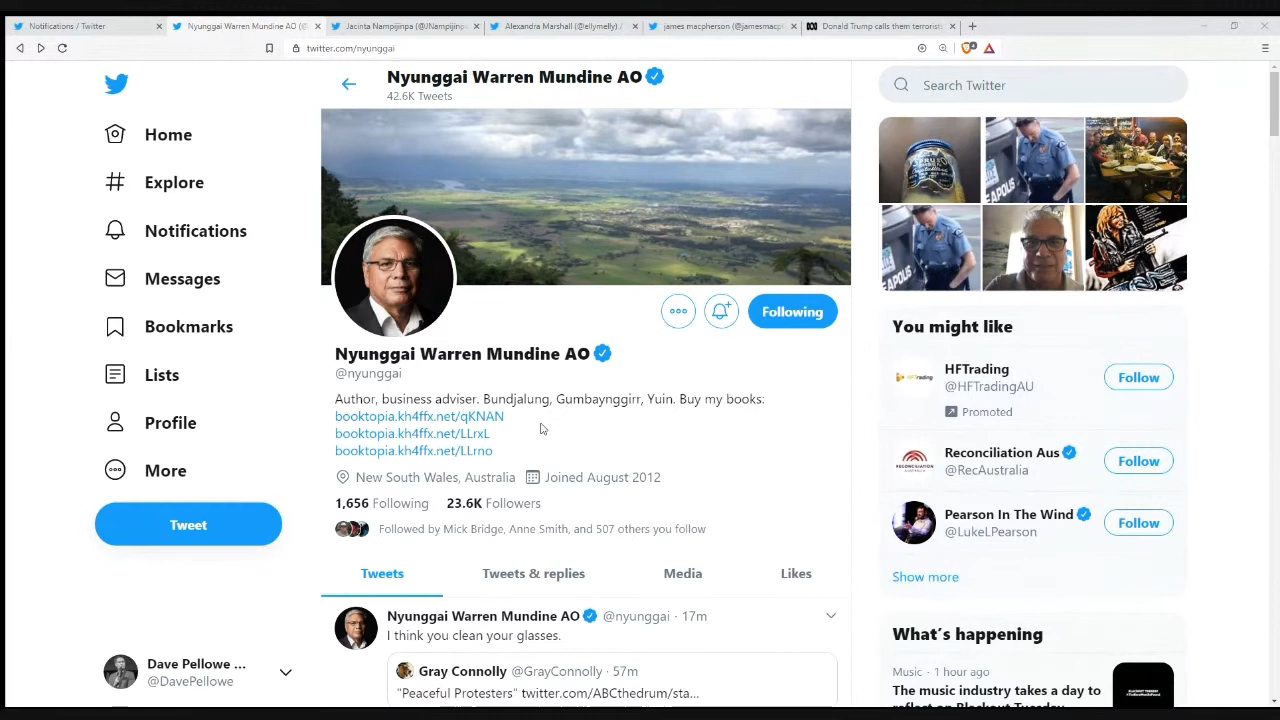 Notifications / Twitter
Nyunggai Warren Mundine AO (@
Jacinta Nampijinpa (@JNampijinp
Alexandra Marshall (@ellymelly) /
james macpherson (@jamesmacp
Donald Trump calls them terrorist
twitter.com/nyunggai
Nyunggai Warren Mundine AO
42.6K Tweets
Search Twitter
Home
Explore
Notifications
Messages
Bookmarks
Lists
Profile
More
Tweet
Following
Nyunggai Warren Mundine AO
@nyunggai
Author, business adviser. Bundjalung, Gumbaynggirr, Yuin. Buy my books:
booktopia.kh4ffx.net/qKNAN
booktopia.kh4ffx.net/LLrxL
booktopia.kh4ffx.net/LLrno
New South Wales, Australia Joined August 2012
1,656 Following 23.6K Followers
Followed by Mick Bridge, Anne Smith, and 507 others you follow
Tweets Tweets & replies Media Likes
Nyunggai Warren Mundine AO @nyunggai · 17m
I think you clean your glasses.
Gray Connolly @GrayConnolly · 57m
"Peaceful Protesters" twitter.com/ABCthedrum/sta...
You might like
HFTrading
@HFTradingAU
Promoted
Follow
Reconciliation Aus
@RecAustralia
Follow
Pearson In The Wind
@LukeLPearson
Follow
Show more
What's happening
Music · 1 hour ago
The music industry takes a day to
reflect on Blackout Tuesday
Dave Pellowe ...
@DavePellowe